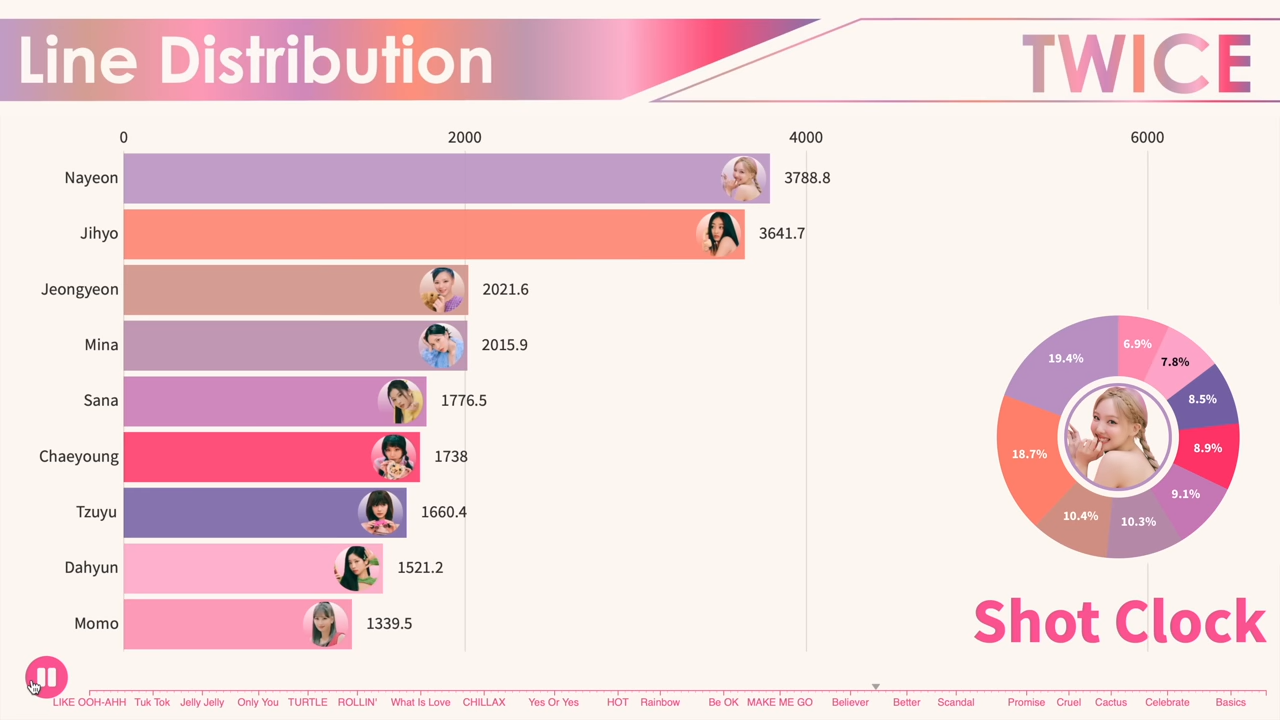 Line Distribution
TWICE
0 2000 4000 6000
Nayeon 3788.8
Jihyo 3641.7
Jeongyeon 2021.6
Mina 2015.9
Sana 1776.5
Chaeyoung 1738
Tzuyu 1660.4
Dahyun 1521.2
Momo 1339.5
19.4% 6.9%
7.8%
8.5%
18.7% 8.9%
9.1%
10.4% 10.3%
Shot Clock
LIKE OOH-AHH Tuk Tok Jelly Jelly Only You TURTLE ROLLIN' What Is Love CHILLAX Yes Or Yes HOT Rainbow Be OK MAKE ME GO Believer Better Scandal Promise Cruel Cactus Celebrate Basics